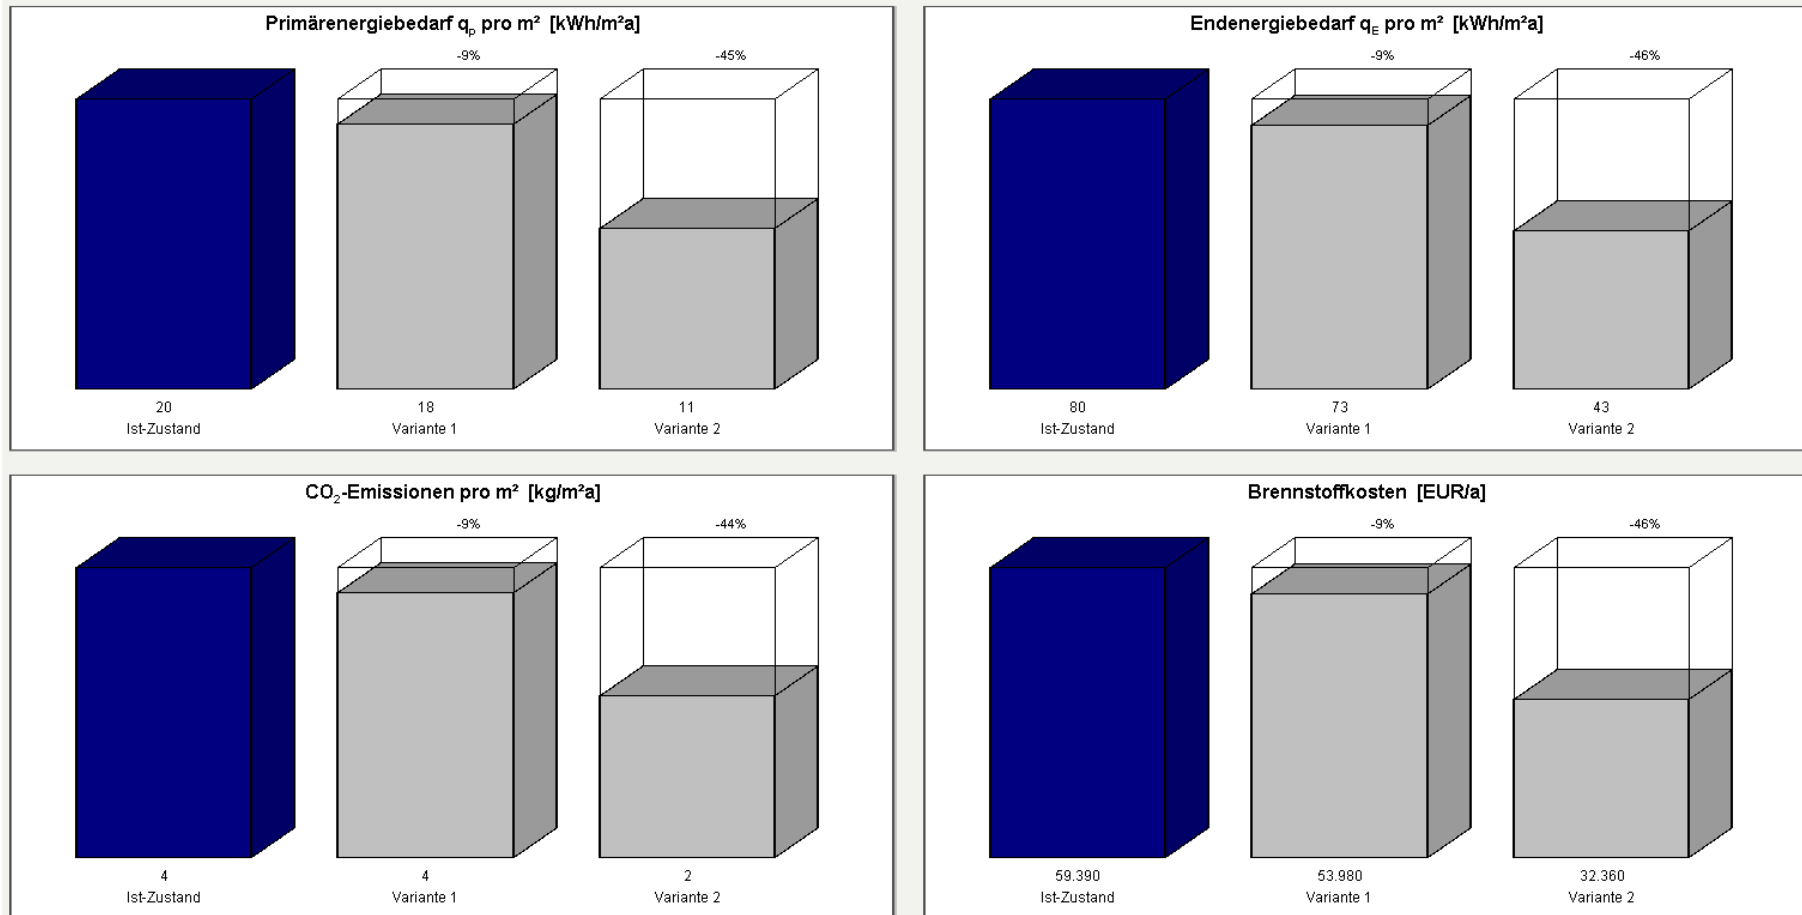 Primärenergiebedarf qp pro m² [kWh/m²a]
-9%
-45%
20
18
11
Ist-Zustand
Variante 1
Variante 2
Endenergiebedarf qE pro m² [kWh/m²a]
-9%
-46%
80
73
43
Ist-Zustand
Variante 1
Variante 2
CO2-Emissionen pro m² [kg/m²a]
-9%
-44%
4
4
2
Ist-Zustand
Variante 1
Variante 2
Brennstoffkosten [EUR/a]
-9%
-46%
59.390
53.980
32.360
Ist-Zustand
Variante 1
Variante 2